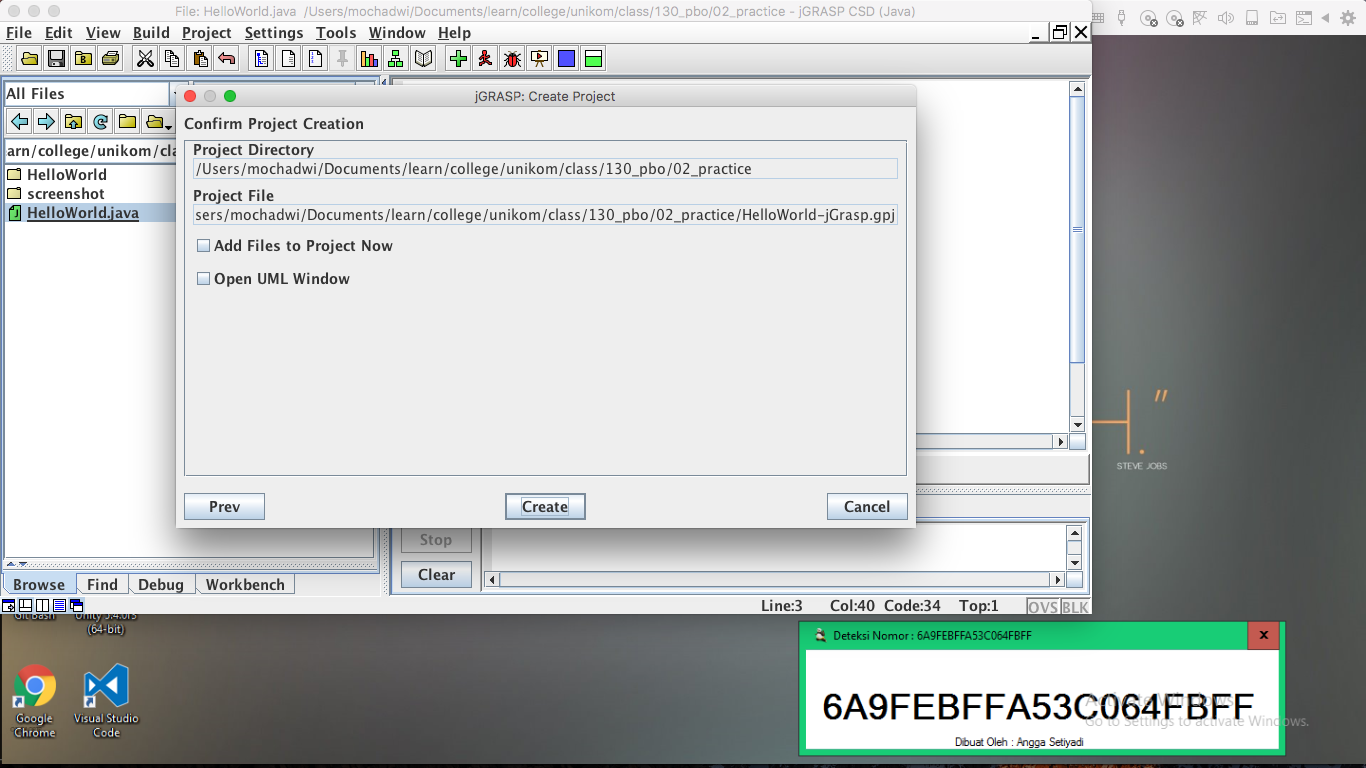 File: HelloWorld.java /Users/mochadwi/Documents/learn/college/unikom/class/130_pbo/02_practice - jGRASP CSD (Java)
File Edit View Build Project Settings Tools Window Help
All Files
jGRASP: Create Project
Confirm Project Creation
arn/college/unikom/cla
Project Directory
/Users/mochadwi/Documents/learn/college/unikom/class/130_pbo/02_practice
HelloWorld
screenshot
HelloWorld.java
Project File
sers/mochadwi/Documents/learn/college/unikom/class/130_pbo/02_practice/HelloWorld-jGrasp.gpj
Add Files to Project Now
Open UML Window
"
STEVE JOBS
Prev Create Cancel
Stop
Clear
Browse Find Debug Workbench
Line:3 Col:40 Code:34 Top:1 OVS BLK
Git Bash
Unity 5.4.0f3
(64-bit)
Google
Chrome
Visual Studio
Code
Deteksi Nomor : 6A9FEBFFA53C064FBFF
6A9FEBFFA53C064FBFF
Dibuat Oleh : Angga Setiyadi
Activate Windows
Go to Settings to activate Windows.